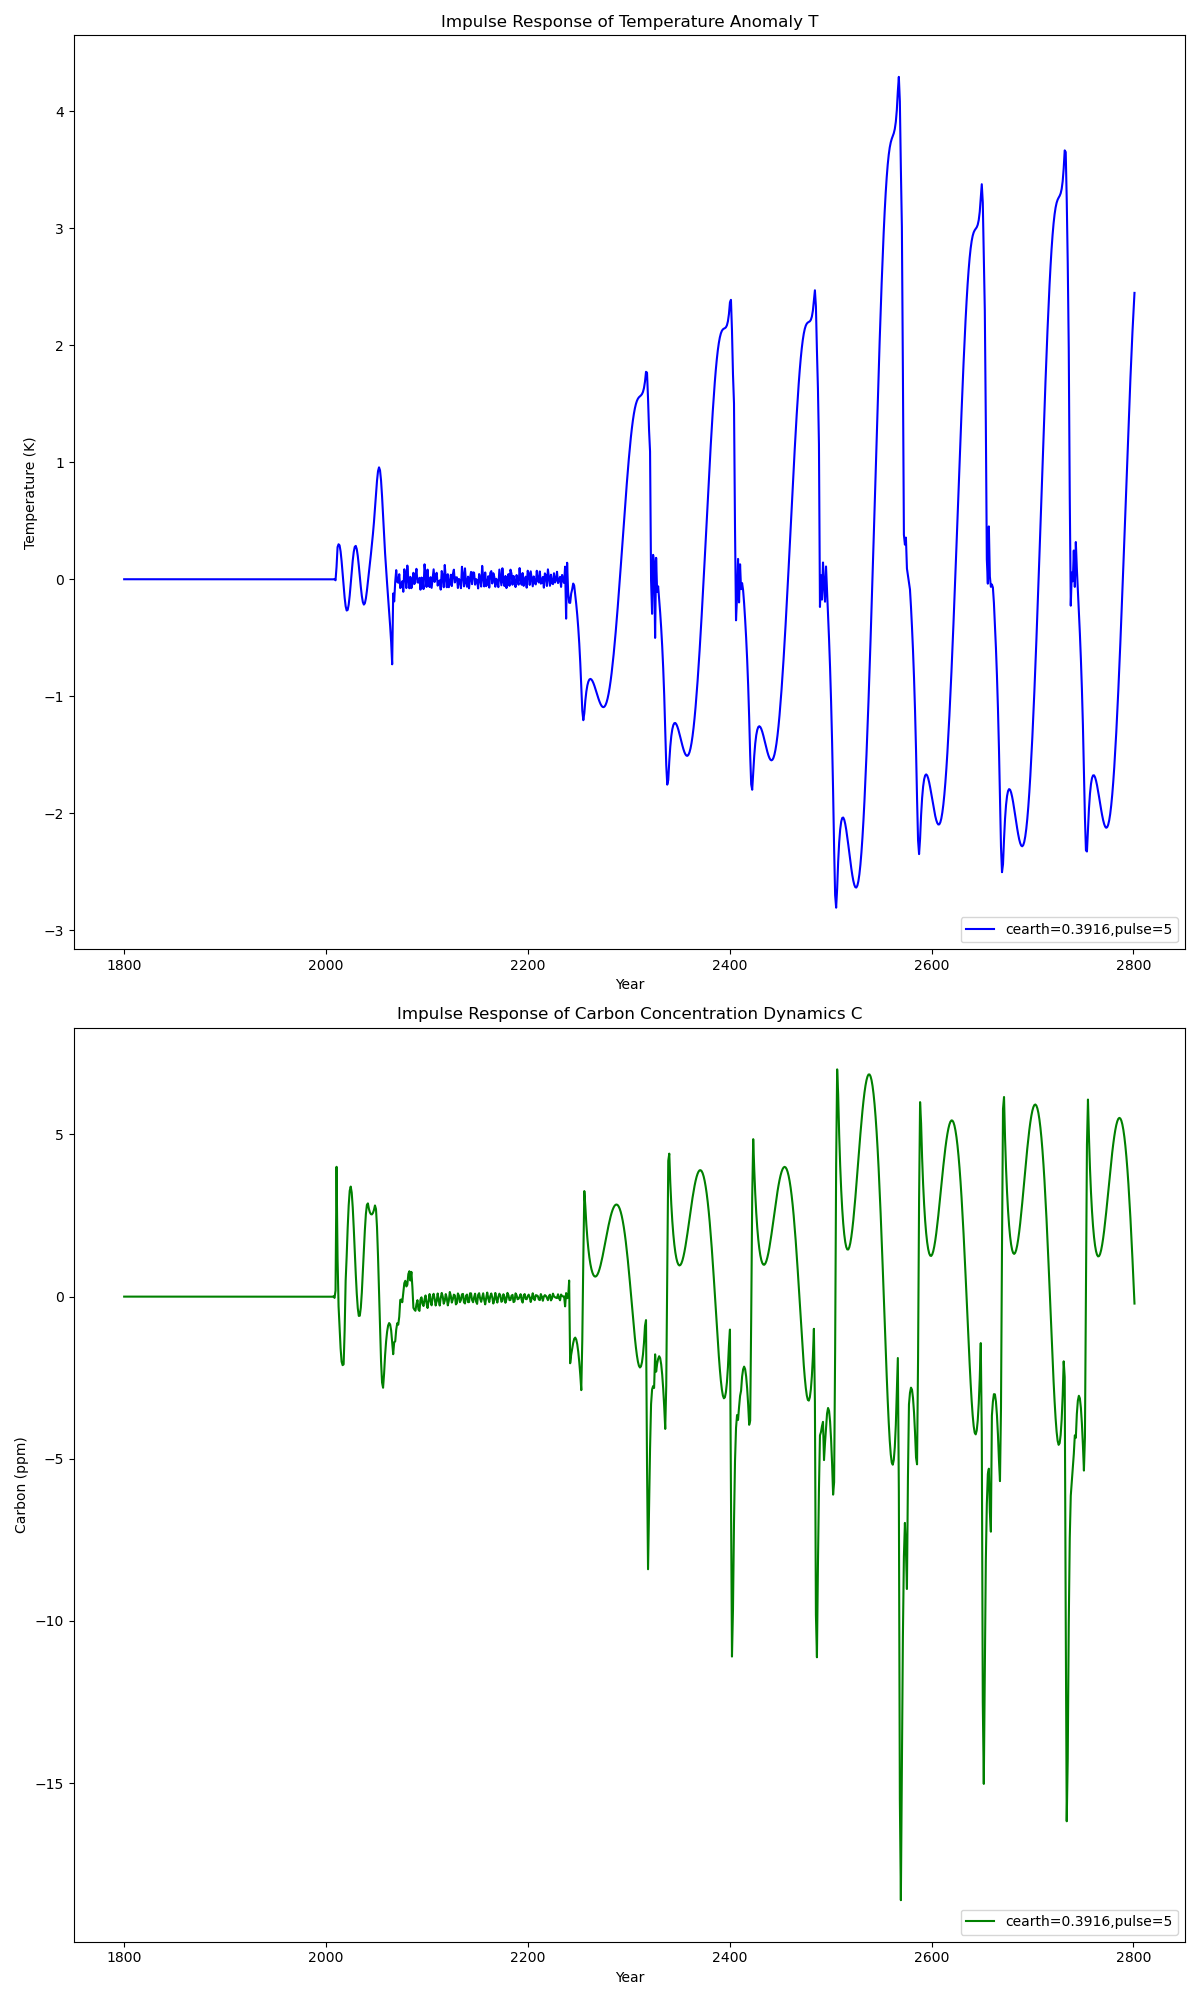 Impulse Response of Temperature Anomaly T
4
3
2
1
0
−1
−2
−3
Temperature (K)
cearth=0.3916,pulse=5
1800 2000 2200 2400 2600 2800
Year
Impulse Response of Carbon Concentration Dynamics C
5
0
−5
−10
−15
Carbon (ppm)
cearth=0.3916,pulse=5
1800 2000 2200 2400 2600 2800
Year